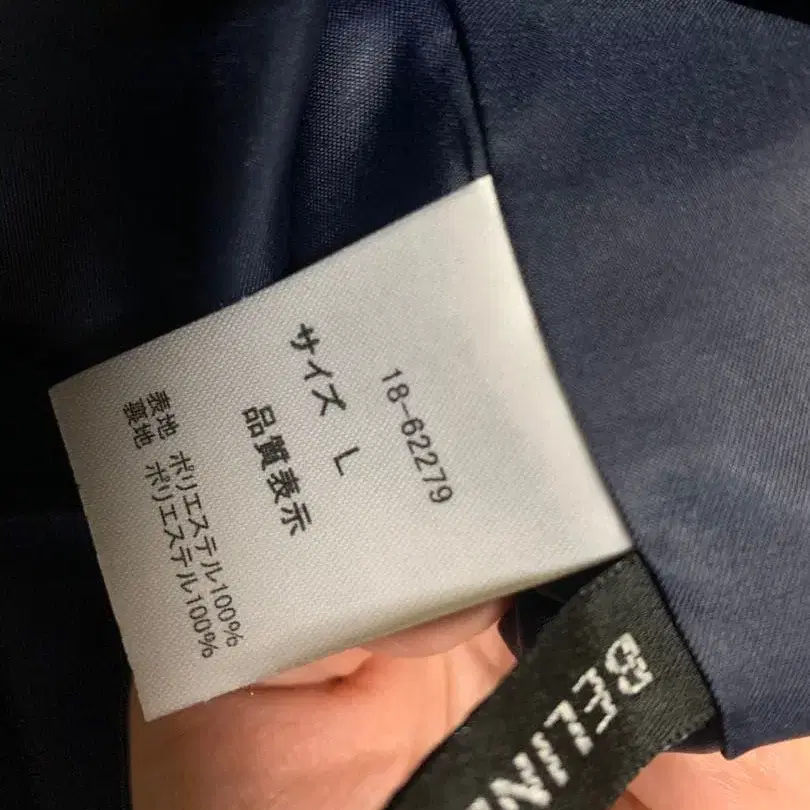 18-62279
サイズ L
品質表示
表地 ポリエステル100%
裏地 ポリエステル100%